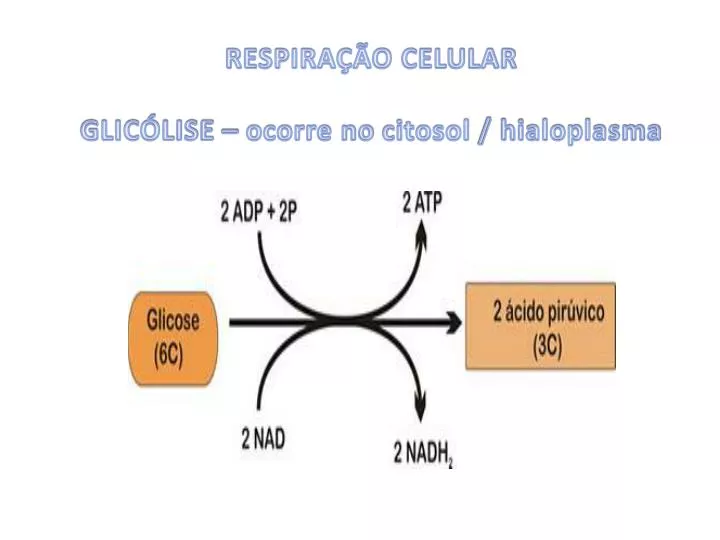 RESPIRAÇÃO CELULAR
GLICÓLISE – ocorre no citosol / hialoplasma
2 ADP + 2P
2 ATP
Glicose
(6C)
2 ácido pirúvico
(3C)
2 NAD
2 NADH₂